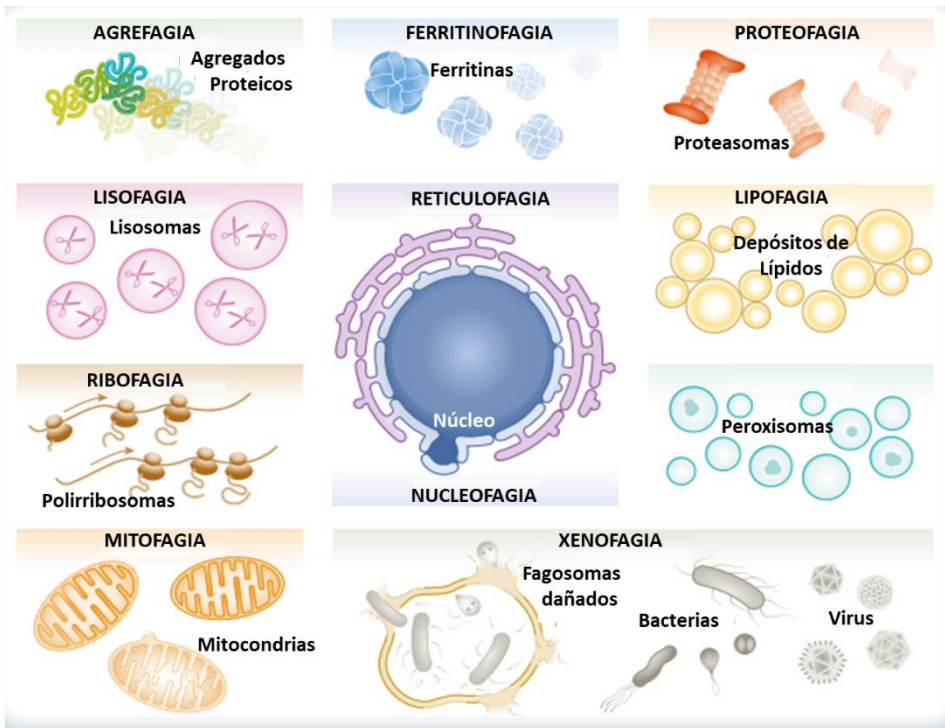 AGREFAGIA
Agregados
Proteicos
FERRITINOFAGIA
Ferritinas
PROTEOFAGIA
Proteasomas
LISOFAGIA
Lisosomas
RETICULOFAGIA
Núcleo
NUCLEOFAGIA
LIPOFAGIA
Depósitos de
Lípidos
RIBOFAGIA
Polirribosomas
Peroxisomas
MITOFAGIA
Mitocondrias
XENOFAGIA
Fagosomas
dañados
Bacterias
Virus